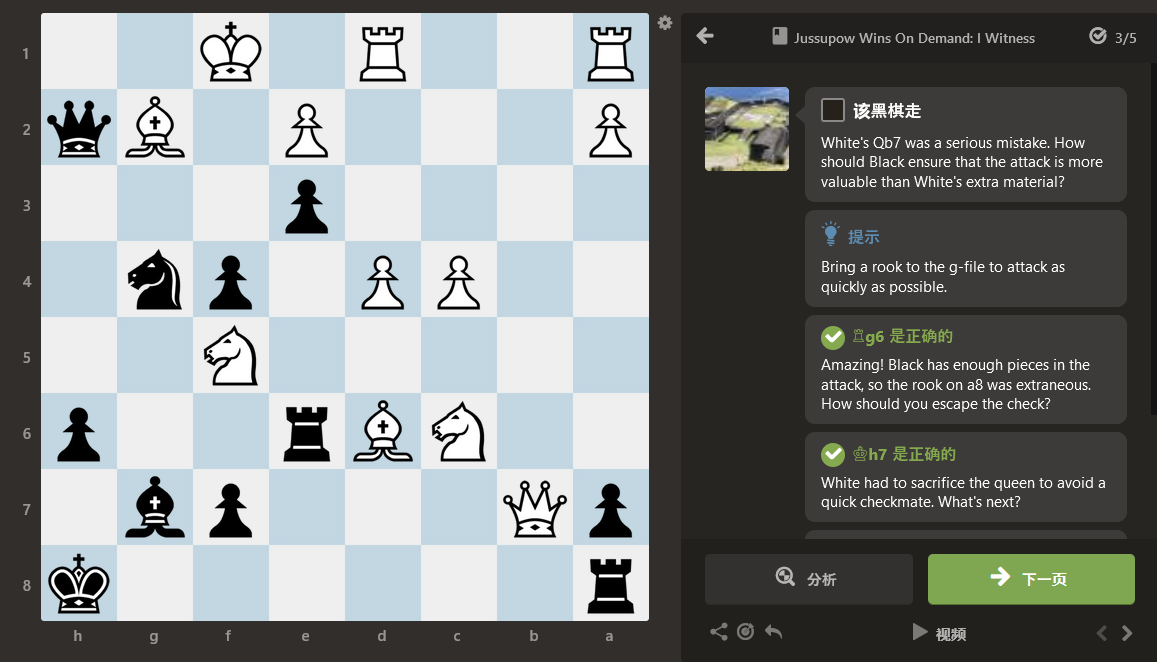 Jussupow Wins On Demand: I Witness
3/5
1
2
3
4
5
6
7
8
h g f e d c b a
该黑棋走
White's Qb7 was a serious mistake. How
should Black ensure that the attack is more
valuable than White's extra material?
提示
Bring a rook to the g-file to attack as
quickly as possible.
♖g6 是正确的
Amazing! Black has enough pieces in the
attack, so the rook on a8 was extraneous.
How should you escape the check?
♔h7 是正确的
White had to sacrifice the queen to avoid a
quick checkmate. What's next?
分析
下一页
视频